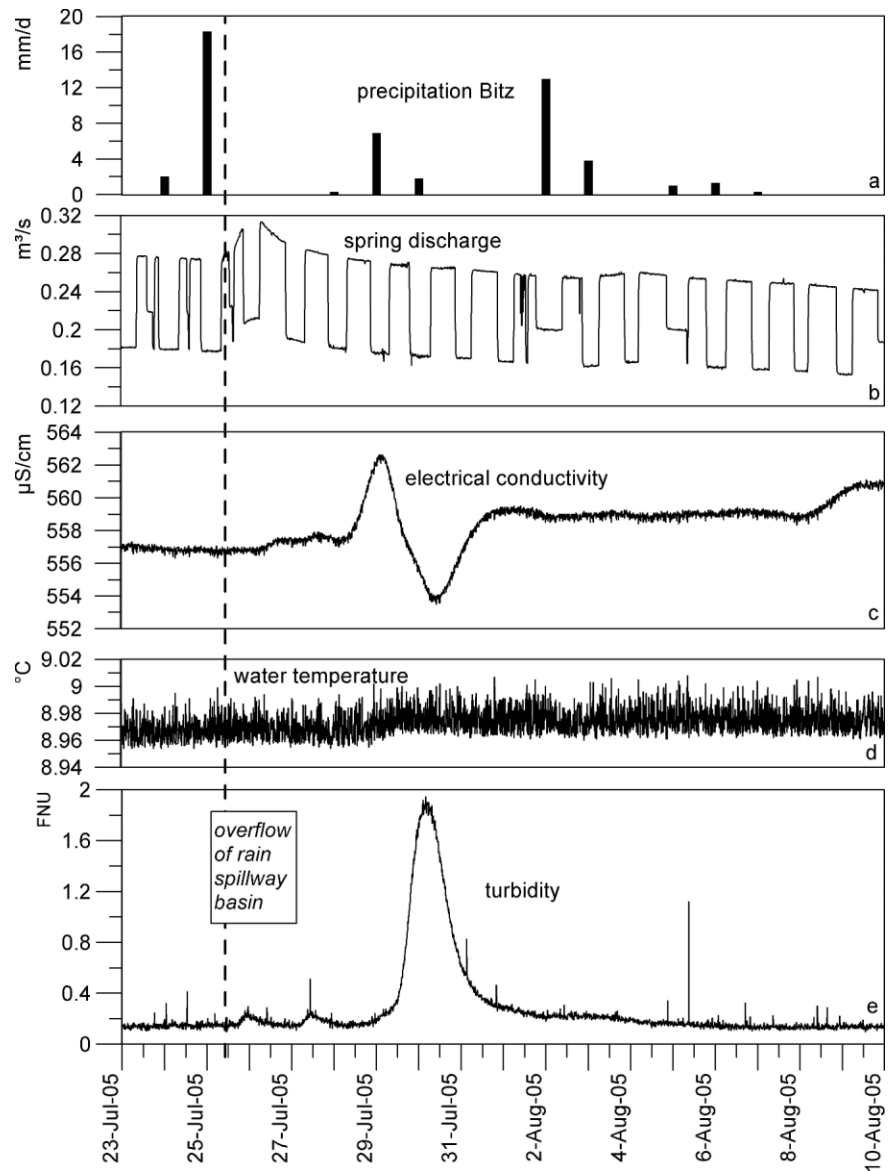 mm/d
20
16
12
8
4
0
precipitation Bitz
a
m³/s
0.32
0.28
0.24
0.2
0.16
0.12
spring discharge
b
µS/cm
564
562
560
558
556
554
552
electrical conductivity
c
°C
9.02
9
8.98
8.96
8.94
water temperature
d
FNU
2
1.6
1.2
0.8
0.4
0
overflow
of rain
spillway
basin
turbidity
e
23-Jul-05
25-Jul-05
27-Jul-05
29-Jul-05
31-Jul-05
2-Aug-05
4-Aug-05
6-Aug-05
8-Aug-05
10-Aug-05